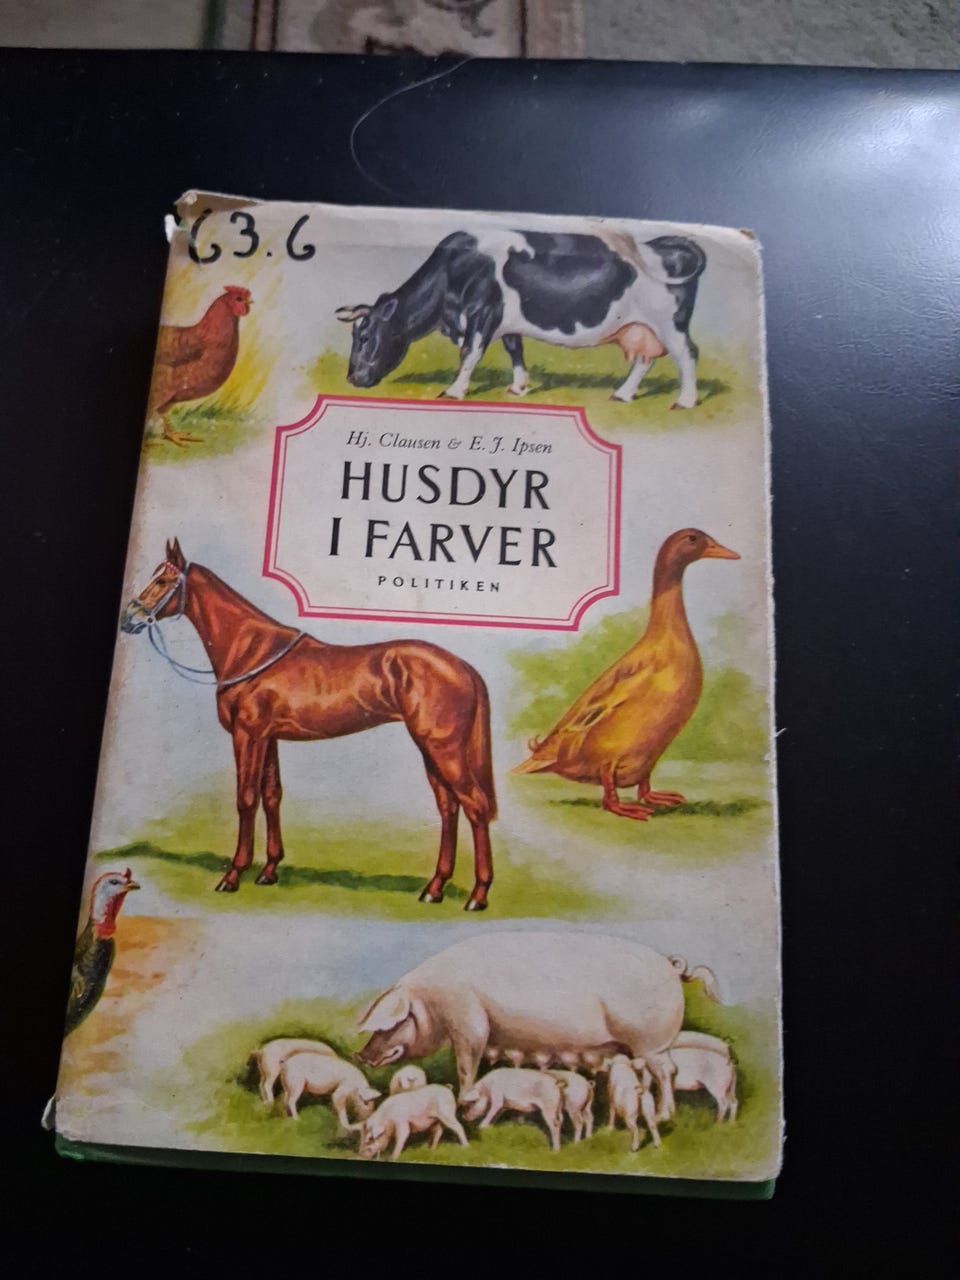 63.6
Hj. Clausen & E. J. Ipsen
HUSDYR
I FARVER
POLITIKEN